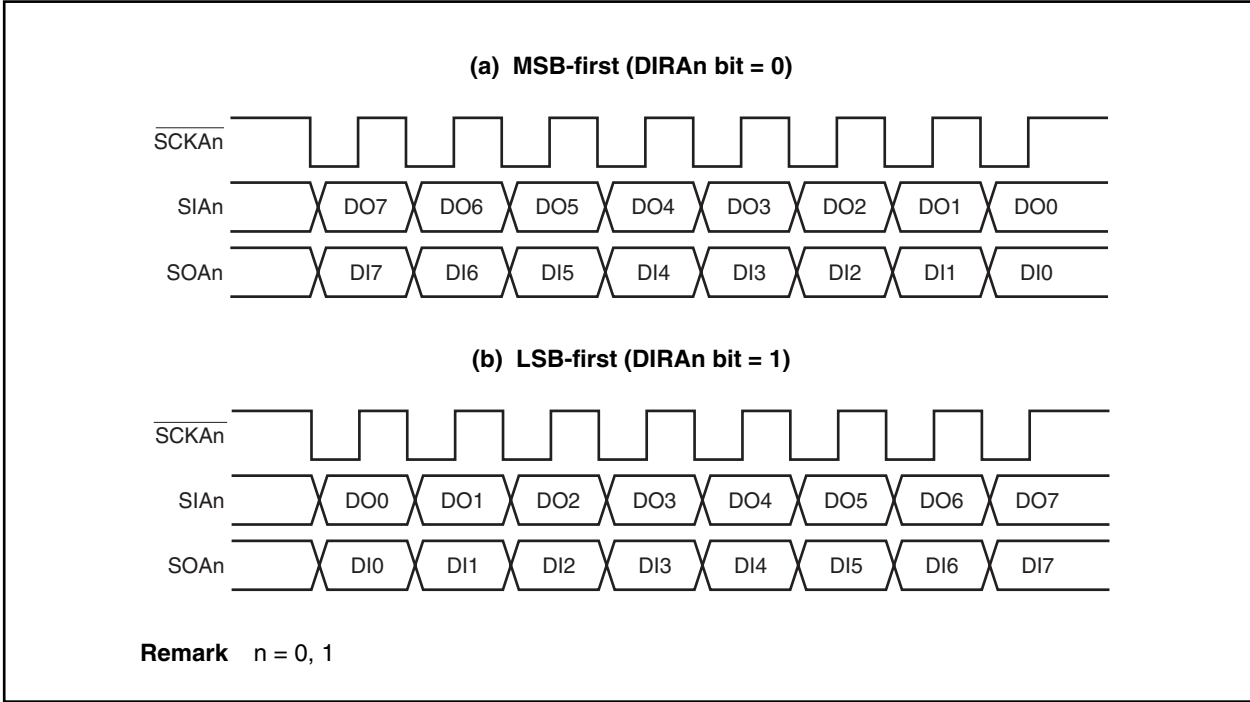 (a) MSB-first (DIRAn bit = 0)
SCKAn
SIAn DO7 DO6 DO5 DO4 DO3 DO2 DO1 DO0
SOAn DI7 DI6 DI5 DI4 DI3 DI2 DI1 DI0
(b) LSB-first (DIRAn bit = 1)
SCKAn
SIAn DO0 DO1 DO2 DO3 DO4 DO5 DO6 DO7
SOAn DI0 DI1 DI2 DI3 DI4 DI5 DI6 DI7
Remark n = 0, 1